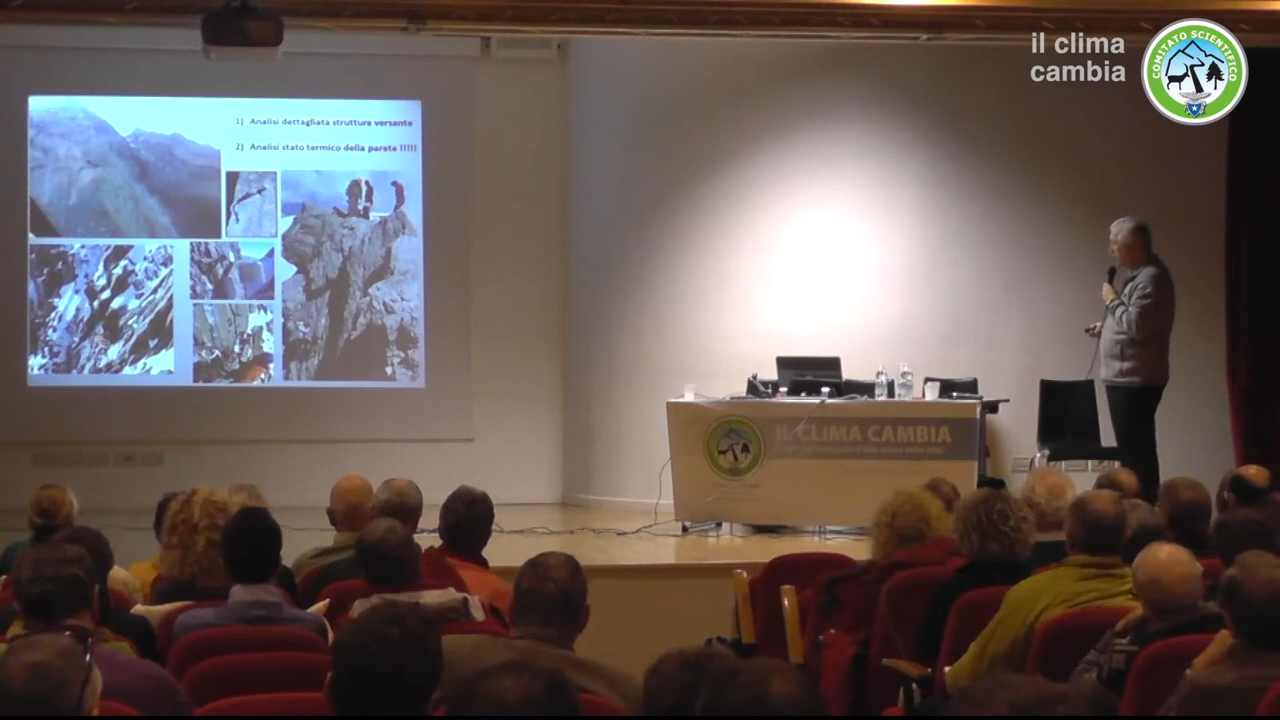 il clima
cambia
COMITATO SCIENTIFICO
1) Analisi dettagliata struttura versante
2) Analisi stato termico della parete !!!!!
IL CLIMA CAMBIA